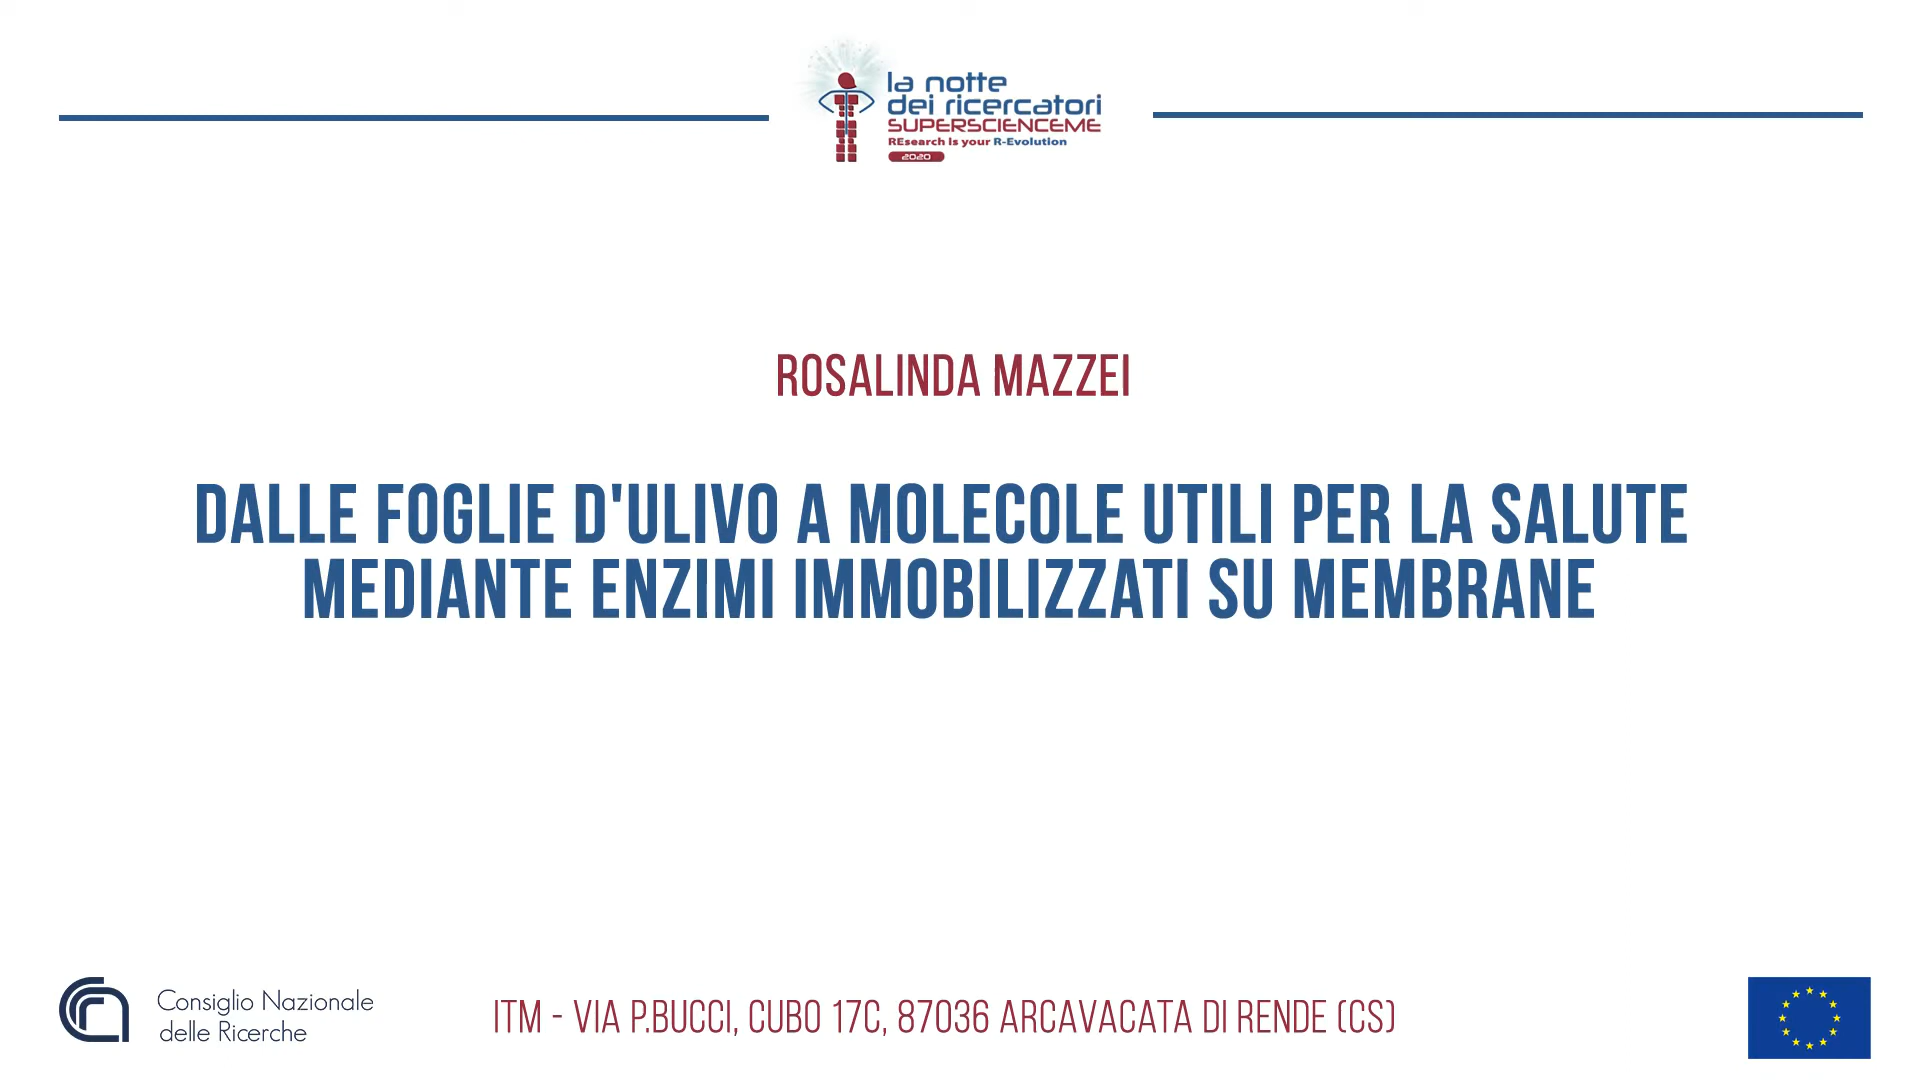 la notte
dei ricercatori
SUPERSCIENCEME
REsearch is your R-Evolution
2020
ROSALINDA MAZZEI
DALLE FOGLIE D'ULIVO A MOLECOLE UTILI PER LA SALUTE
MEDIANTE ENZIMI IMMOBILIZZATI SU MEMBRANE
Consiglio Nazionale
delle Ricerche
ITM - VIA P.BUCCI, CUBO 17C, 87036 ARCAVACATA DI RENDE (CS)